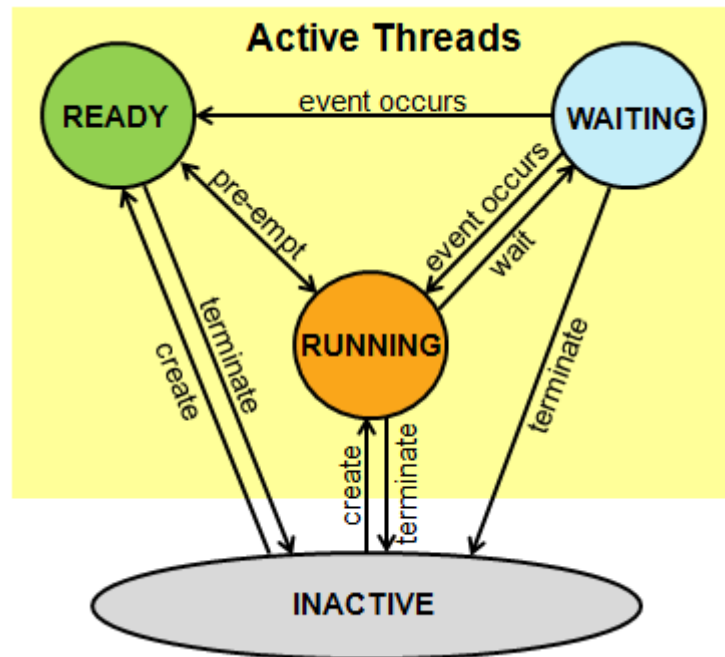 Active Threads
READY
event occurs
WAITING
pre-empt
event occurs
wait
RUNNING
create
terminate
create
terminate
terminate
INACTIVE